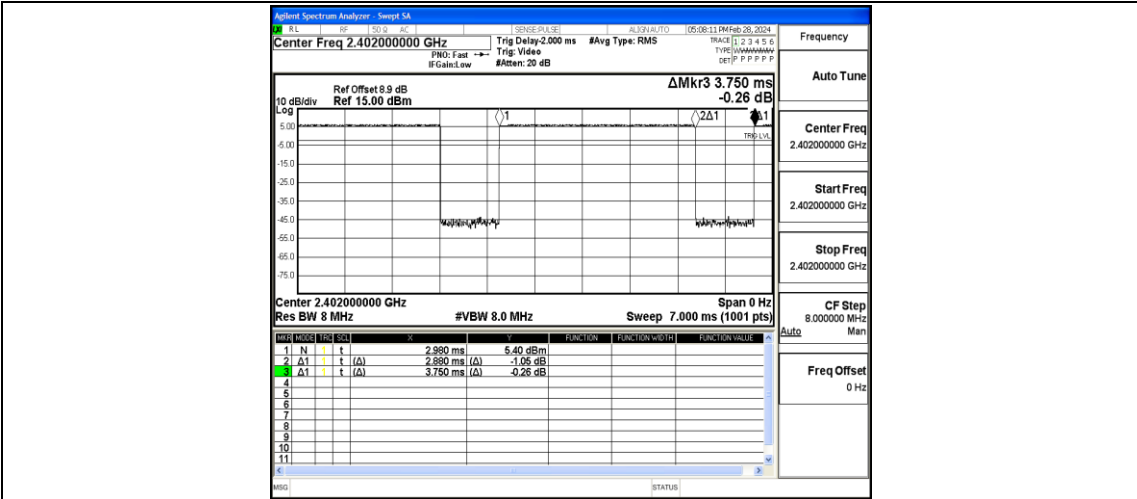 Agilent Spectrum Analyzer - Swept SA
RL RF 50 Ω AC SENSE:PULSE ALIGN AUTO 05:08:11 PM Feb 28, 2024
Center Freq 2.402000000 GHz Trig Delay-2.000 ms #Avg Type: RMS TRACE 1 2 3 4 5 6 Frequency
PNO: Fast Trig: Video TYPE WWWWWW
IFGain:Low #Atten: 20 dB DET P P P P P P
Auto Tune
ΔMkr3 3.750 ms
Ref Offset 8.9 dB -0.26 dB
10 dB/div Ref 15.00 dBm
Log
1 2Δ1 Δ1
5.00
TRIG LVL
Center Freq
2.402000000 GHz
-5.00
-15.0
-25.0
Start Freq
2.402000000 GHz
-35.0
-45.0
-55.0
Stop Freq
2.402000000 GHz
-65.0
-75.0
Center 2.402000000 GHz Span 0 Hz
Res BW 8 MHz #VBW 8.0 MHz Sweep 7.000 ms (1001 pts)
CF Step
8.000000 MHz
Auto Man
MKR MODE TRC SCL X Y FUNCTION FUNCTION WIDTH FUNCTION VALUE
1 N 1 t 2.980 ms 5.40 dBm
2 Δ1 1 t (Δ) 2.880 ms (Δ) -1.05 dB
3 Δ1 1 t (Δ) 3.750 ms (Δ) -0.26 dB
Freq Offset
0 Hz
4
5
6
7
8
9
10
11
MSG STATUS